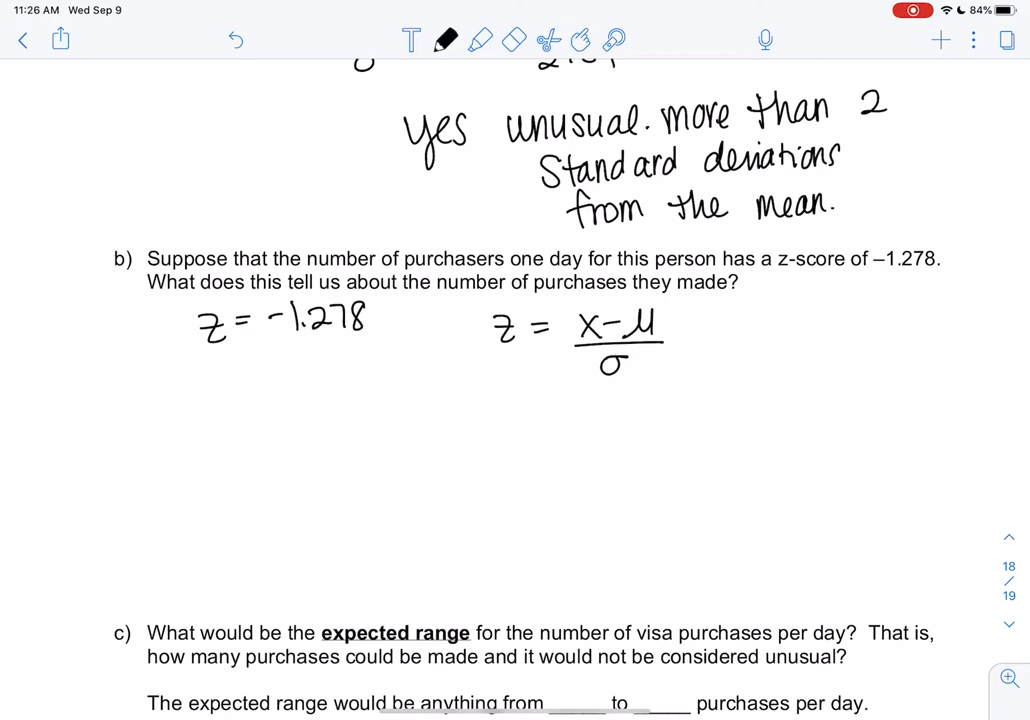 11:26 AM Wed Sep 9 84%
yes unusual. more than 2
standard deviations
from the mean.
b) Suppose that the number of purchasers one day for this person has a z-score of –1.278.
What does this tell us about the number of purchases they made?
z = -1.278 z = x-μ
σ
c) What would be the expected range for the number of visa purchases per day? That is,
how many purchases could be made and it would not be considered unusual?
18
/
19
The expected range would be anything from _____ to _____ purchases per day.